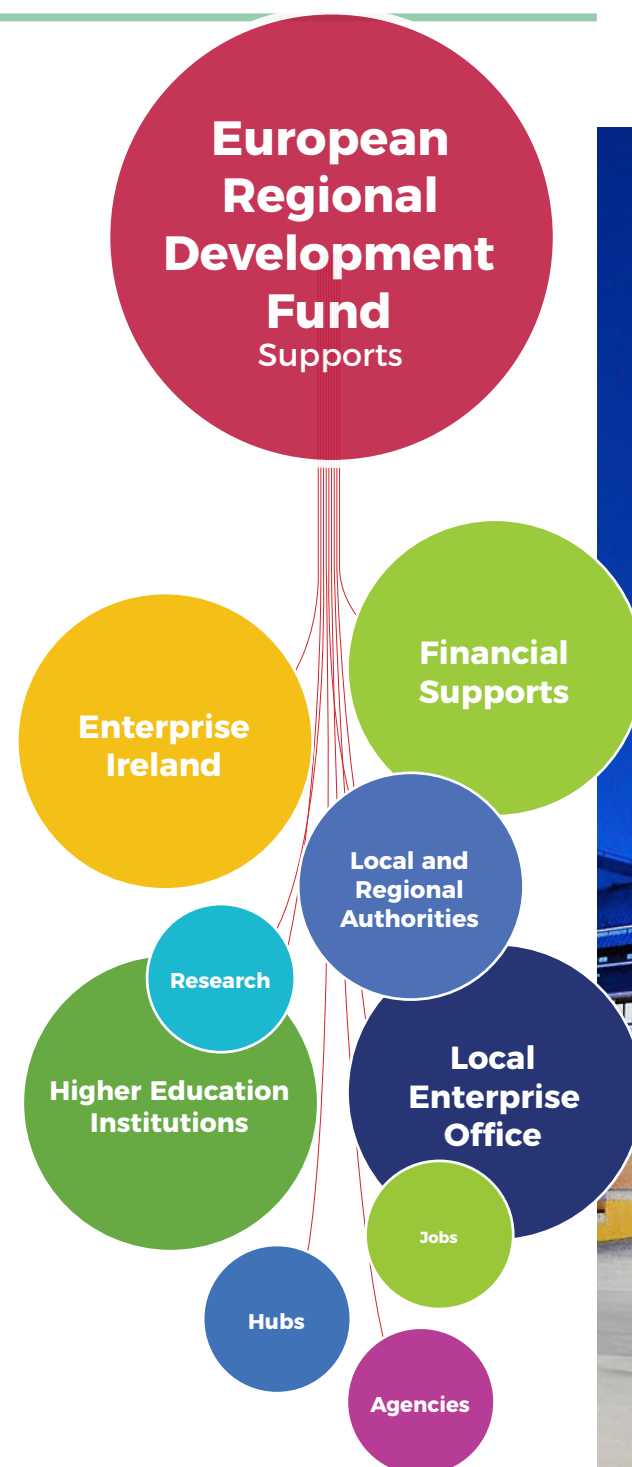 European
Regional
Development
Fund
Supports
Financial
Supports
Enterprise
Ireland
Local and
Regional
Authorities
Research
Higher Education
Institutions
Local
Enterprise
Office
Jobs
Hubs
Agencies